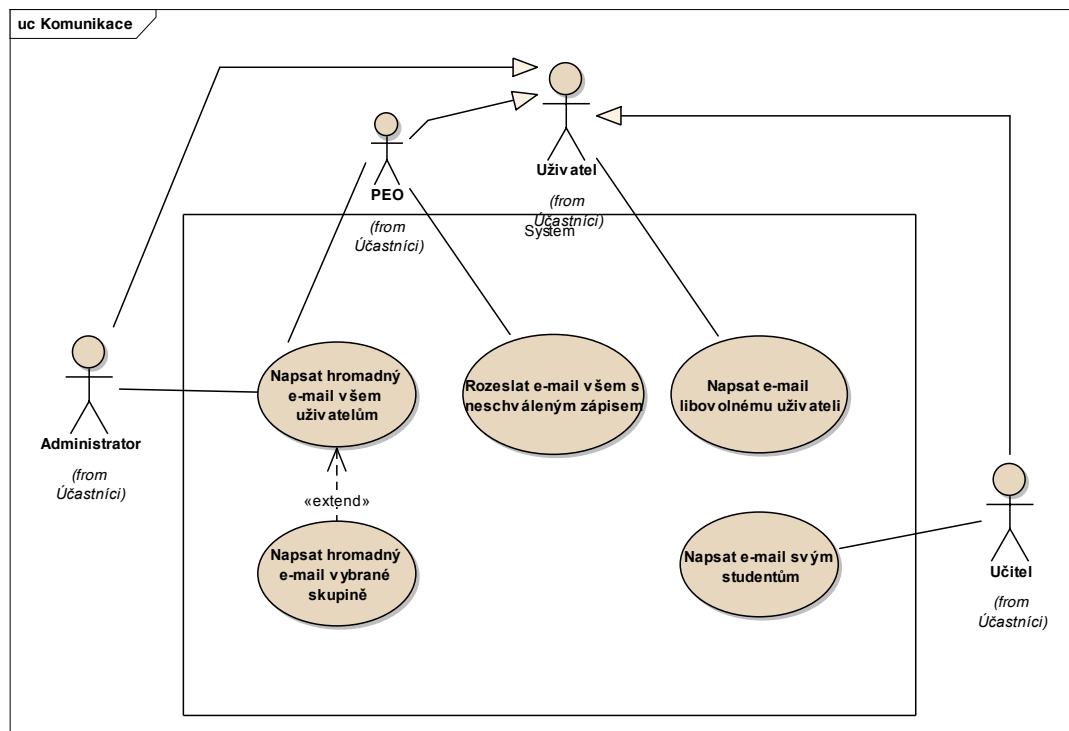 uc Komunikace
Uživatel
(from
Účastníci)
PEO
(from
Účastníci)
System
Administrator
(from
Účastníci)
Napsat hromadný
e-mail všem
uživatelům
Rozeslat e-mail všem s
neschváleným zápisem
Napsat e-mail
libovolnému uživateli
«extend»
Napsat hromadný
e-mail vybrané
skupině
Napsat e-mail svým
studentům
Učitel
(from
Účastníci)